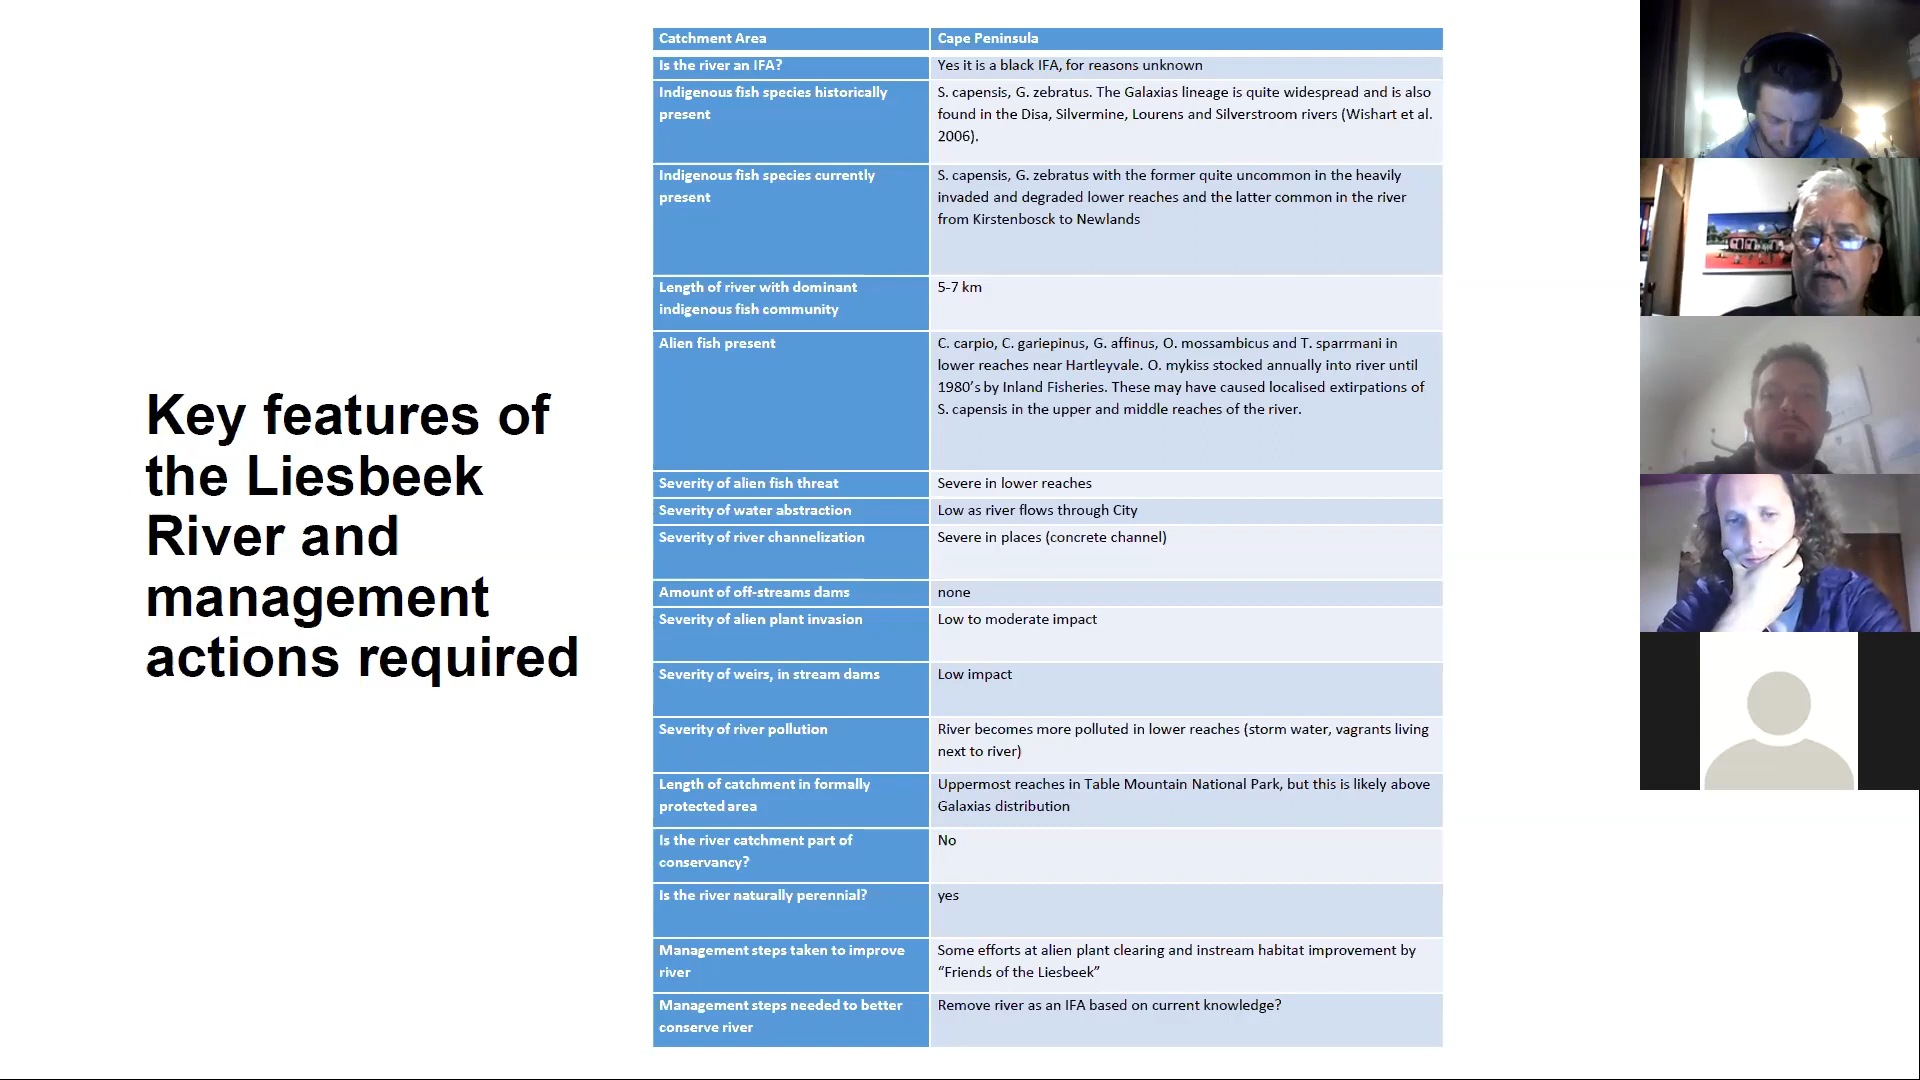 Key features of
the Liesbeek
River and
management
actions required
Catchment Area
Cape Peninsula
Is the river an IFA?
Yes it is a black IFA, for reasons unknown
Indigenous fish species historically
present
S. capensis, G. zebratus. The Galaxias lineage is quite widespread and is also
found in the Disa, Silvermine, Lourens and Silverstroom rivers (Wishart et al.
2006).
Indigenous fish species currently
present
S. capensis, G. zebratus with the former quite uncommon in the heavily
invaded and degraded lower reaches and the latter common in the river
from Kirstenbosck to Newlands
Length of river with dominant
indigenous fish community
5-7 km
Alien fish present
C. carpio, C. gariepinus, G. affinus, O. mossambicus and T. sparrmani in
lower reaches near Hartleyvale. O. mykiss stocked annually into river until
1980’s by Inland Fisheries. These may have caused localised extirpations of
S. capensis in the upper and middle reaches of the river.
Severity of alien fish threat
Severe in lower reaches
Severity of water abstraction
Low as river flows through City
Severity of river channelization
Severe in places (concrete channel)
Amount of off-streams dams
none
Severity of alien plant invasion
Low to moderate impact
Severity of weirs, in stream dams
Low impact
Severity of river pollution
River becomes more polluted in lower reaches (storm water, vagrants living
next to river)
Length of catchment in formally
protected area
Uppermost reaches in Table Mountain National Park, but this is likely above
Galaxias distribution
Is the river catchment part of
conservancy?
No
Is the river naturally perennial?
yes
Management steps taken to improve
river
Some efforts at alien plant clearing and instream habitat improvement by
“Friends of the Liesbeek”
Management steps needed to better
conserve river
Remove river as an IFA based on current knowledge?